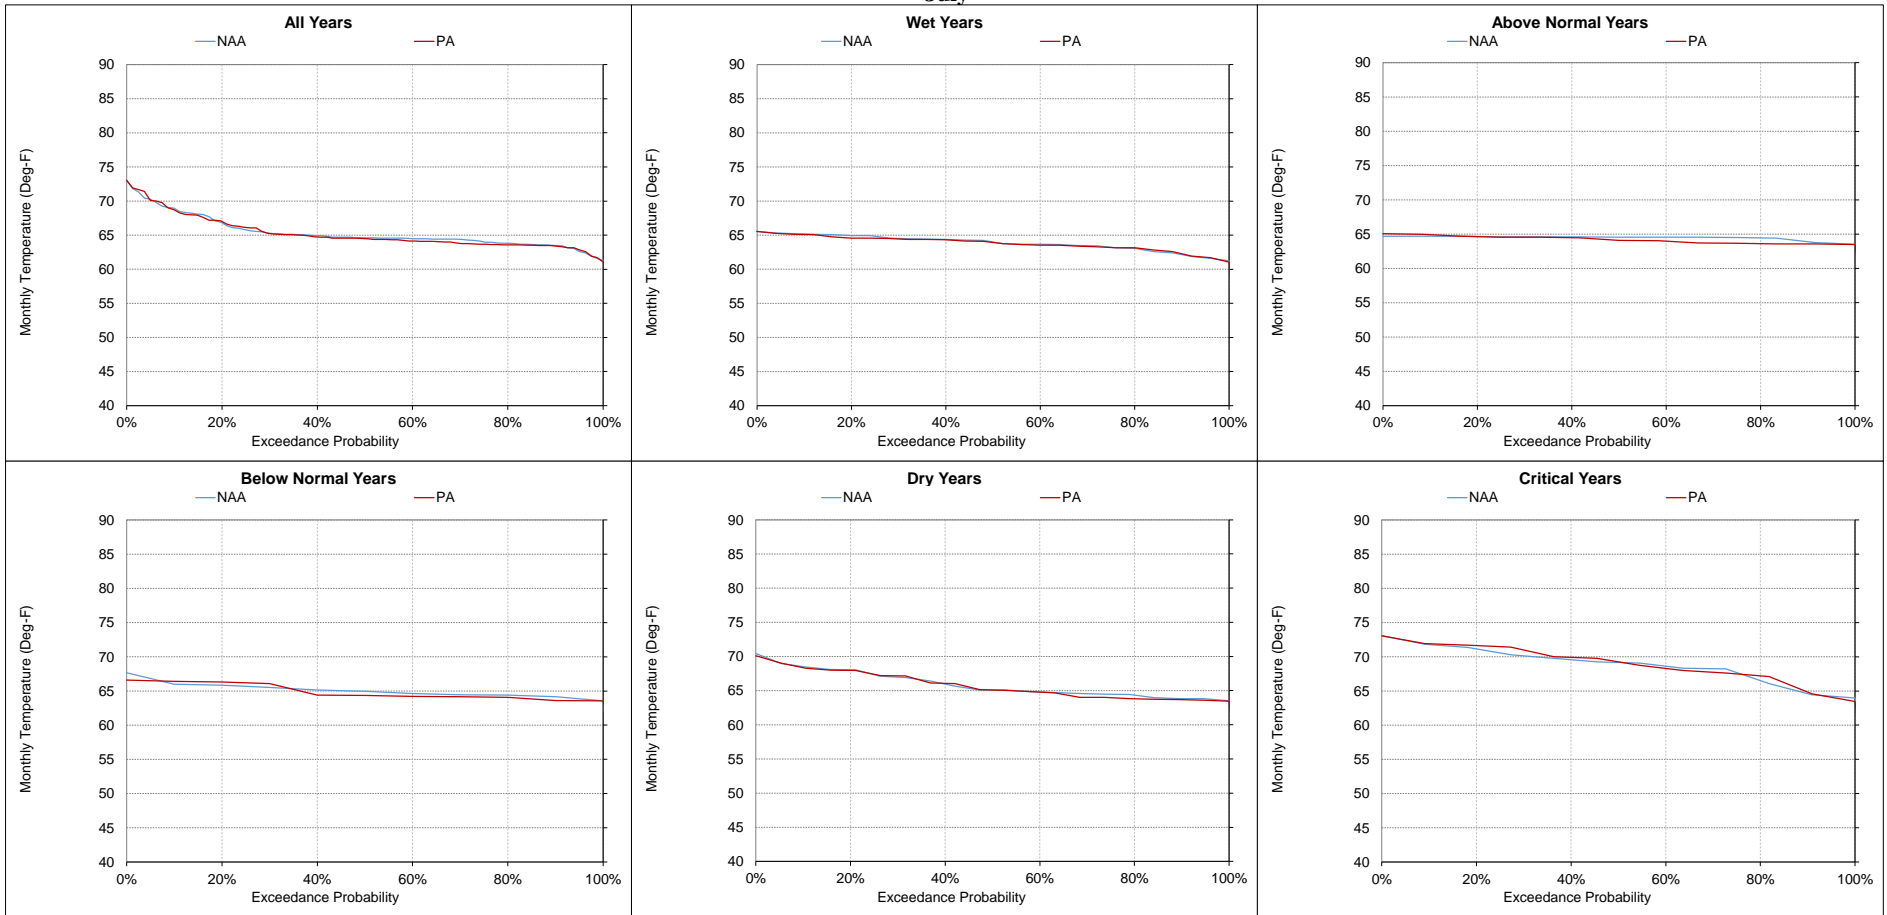 All Years
NAA PA
Monthly Temperature (Deg-F)
90
85
80
75
70
65
60
55
50
45
40
0% 20% 40% 60% 80% 100%
Exceedance Probability
Wet Years
NAA PA
Monthly Temperature (Deg-F)
90
85
80
75
70
65
60
55
50
45
40
0% 20% 40% 60% 80% 100%
Exceedance Probability
Above Normal Years
NAA PA
Monthly Temperature (Deg-F)
90
85
80
75
70
65
60
55
50
45
40
0% 20% 40% 60% 80% 100%
Exceedance Probability
Below Normal Years
NAA PA
Monthly Temperature (Deg-F)
90
85
80
75
70
65
60
55
50
45
40
0% 20% 40% 60% 80% 100%
Exceedance Probability
Dry Years
NAA PA
Monthly Temperature (Deg-F)
90
85
80
75
70
65
60
55
50
45
40
0% 20% 40% 60% 80% 100%
Exceedance Probability
Critical Years
NAA PA
Monthly Temperature (Deg-F)
90
85
80
75
70
65
60
55
50
45
40
0% 20% 40% 60% 80% 100%
Exceedance Probability